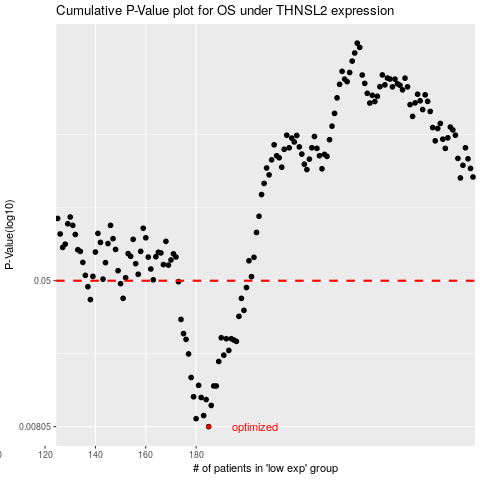 Cumulative P-Value plot for OS under THNSL2 expression
P-Value(log10)
0.05
0.00805
optimized
0
120
140
160
180
# of patients in 'low exp' group